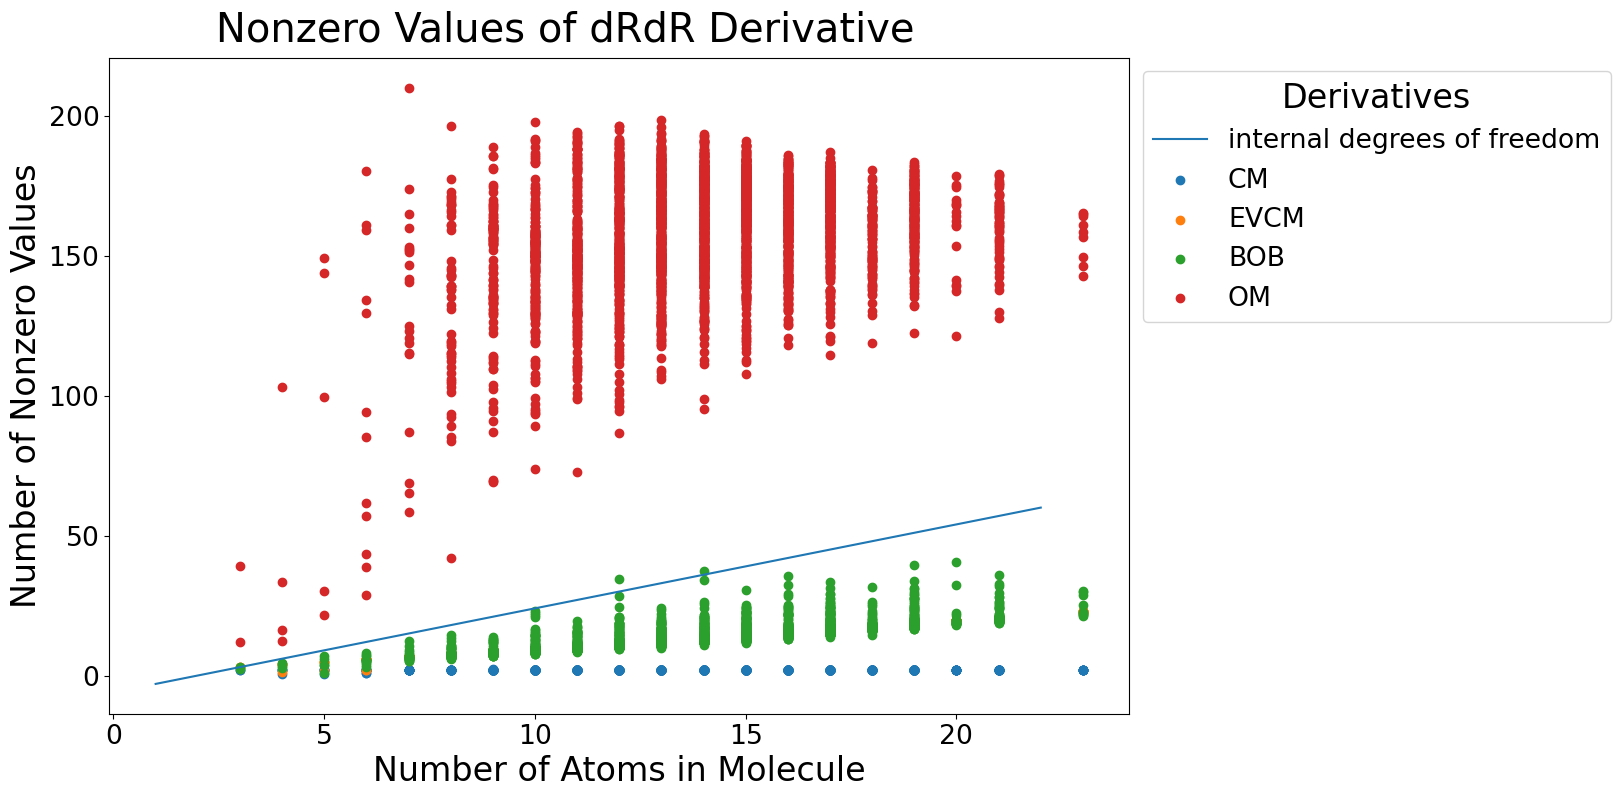 Nonzero Values of dRdR Derivative
Number of Nonzero Values
200
150
100
50
0
0 5 10 15 20
Number of Atoms in Molecule
Derivatives
internal degrees of freedom
CM
EVCM
BOB
OM